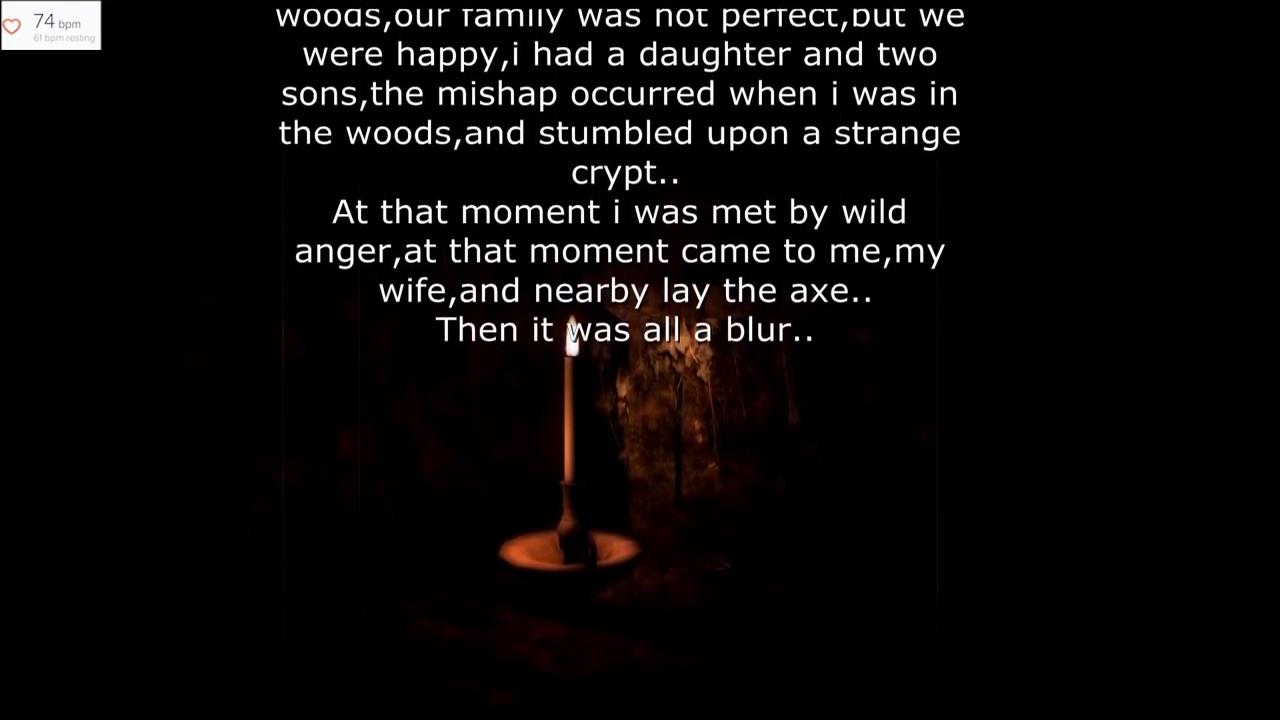 74 bpm
61 bpm resting
woods,our family was not perfect,but we
were happy,i had a daughter and two
sons,the mishap occurred when i was in
the woods,and stumbled upon a strange
crypt..
At that moment i was met by wild
anger,at that moment came to me,my
wife,and nearby lay the axe..
Then it was all a blur..